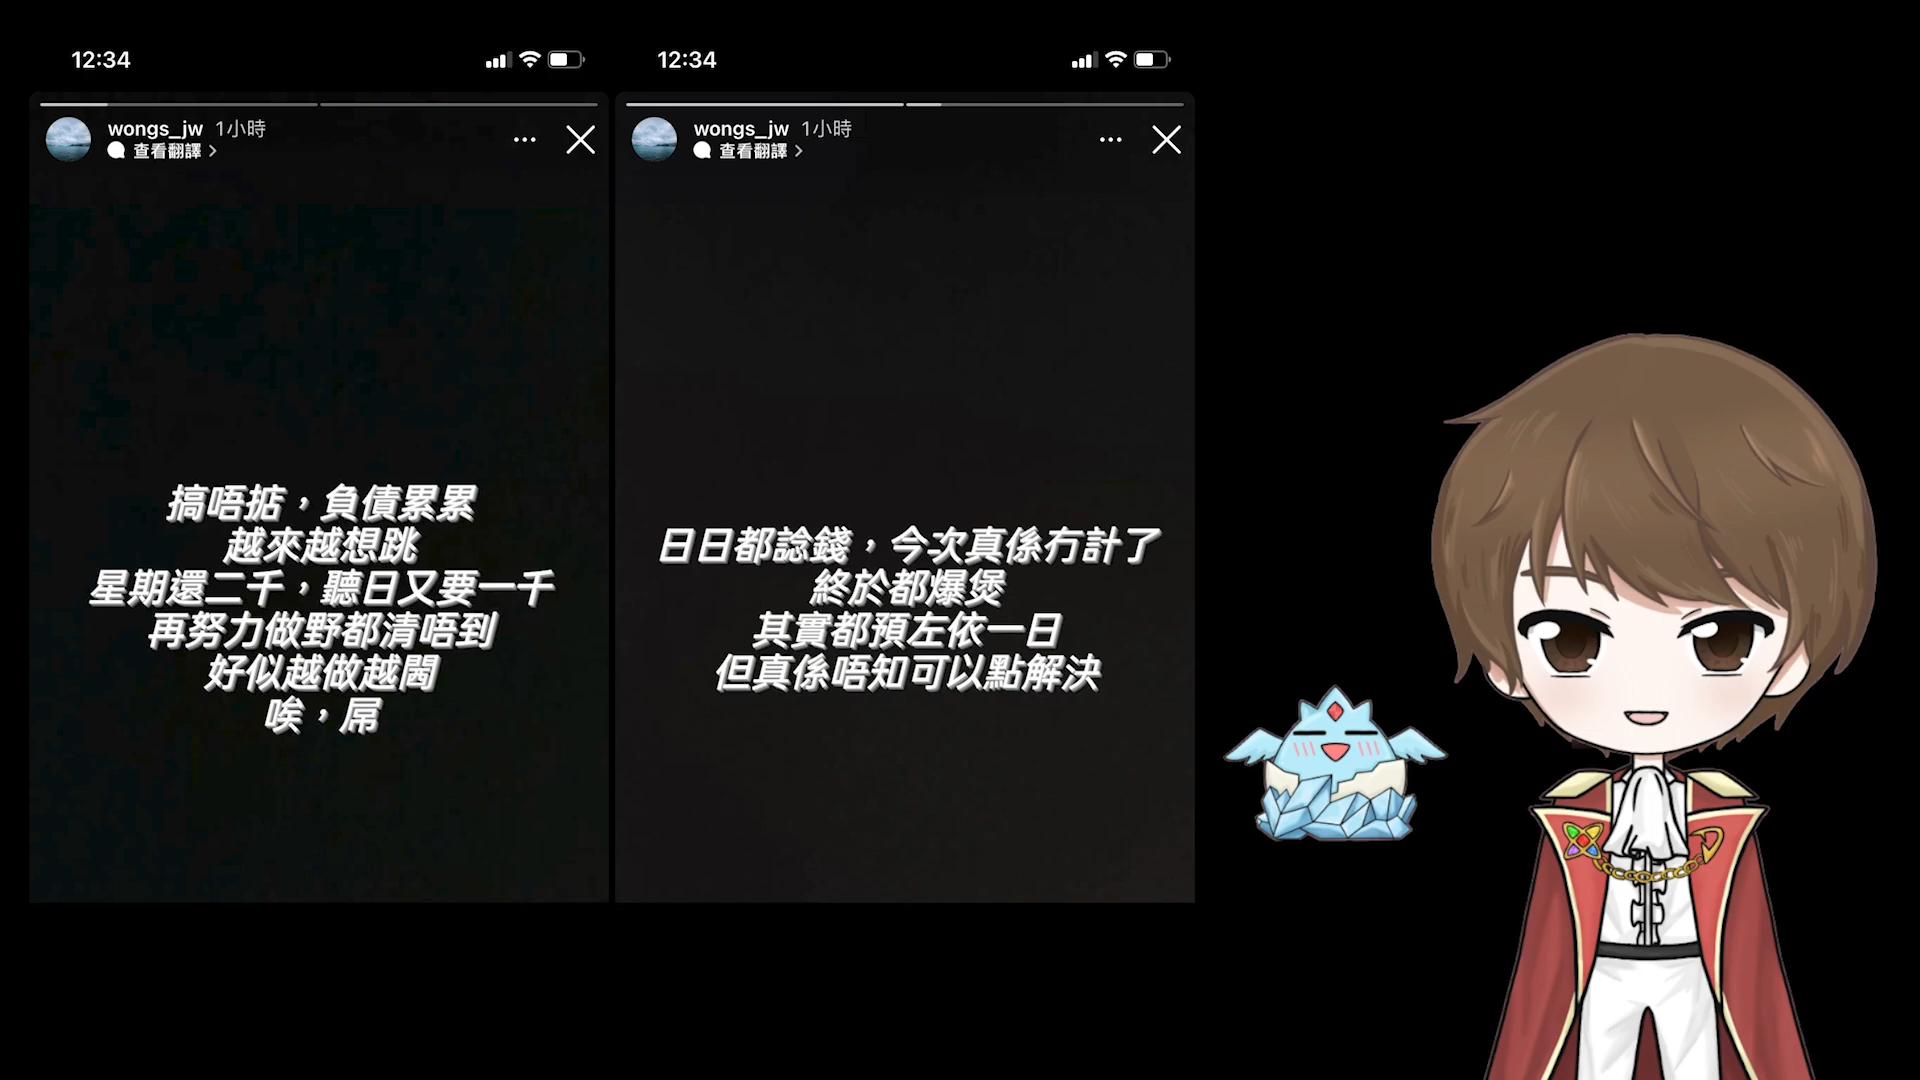 12:34
wongs_jw 1小時
查看翻譯 >
搞唔掂，負債累累
越來越想跳
星期還二千，聽日又要一千
再努力做野都清唔到
好似越做越闊
唉，屌
12:34
wongs_jw 1小時
查看翻譯 >
日日都諗錢，今次真係冇計了
終於都爆煲
其實都預左依一日
但真係唔知可以點解決